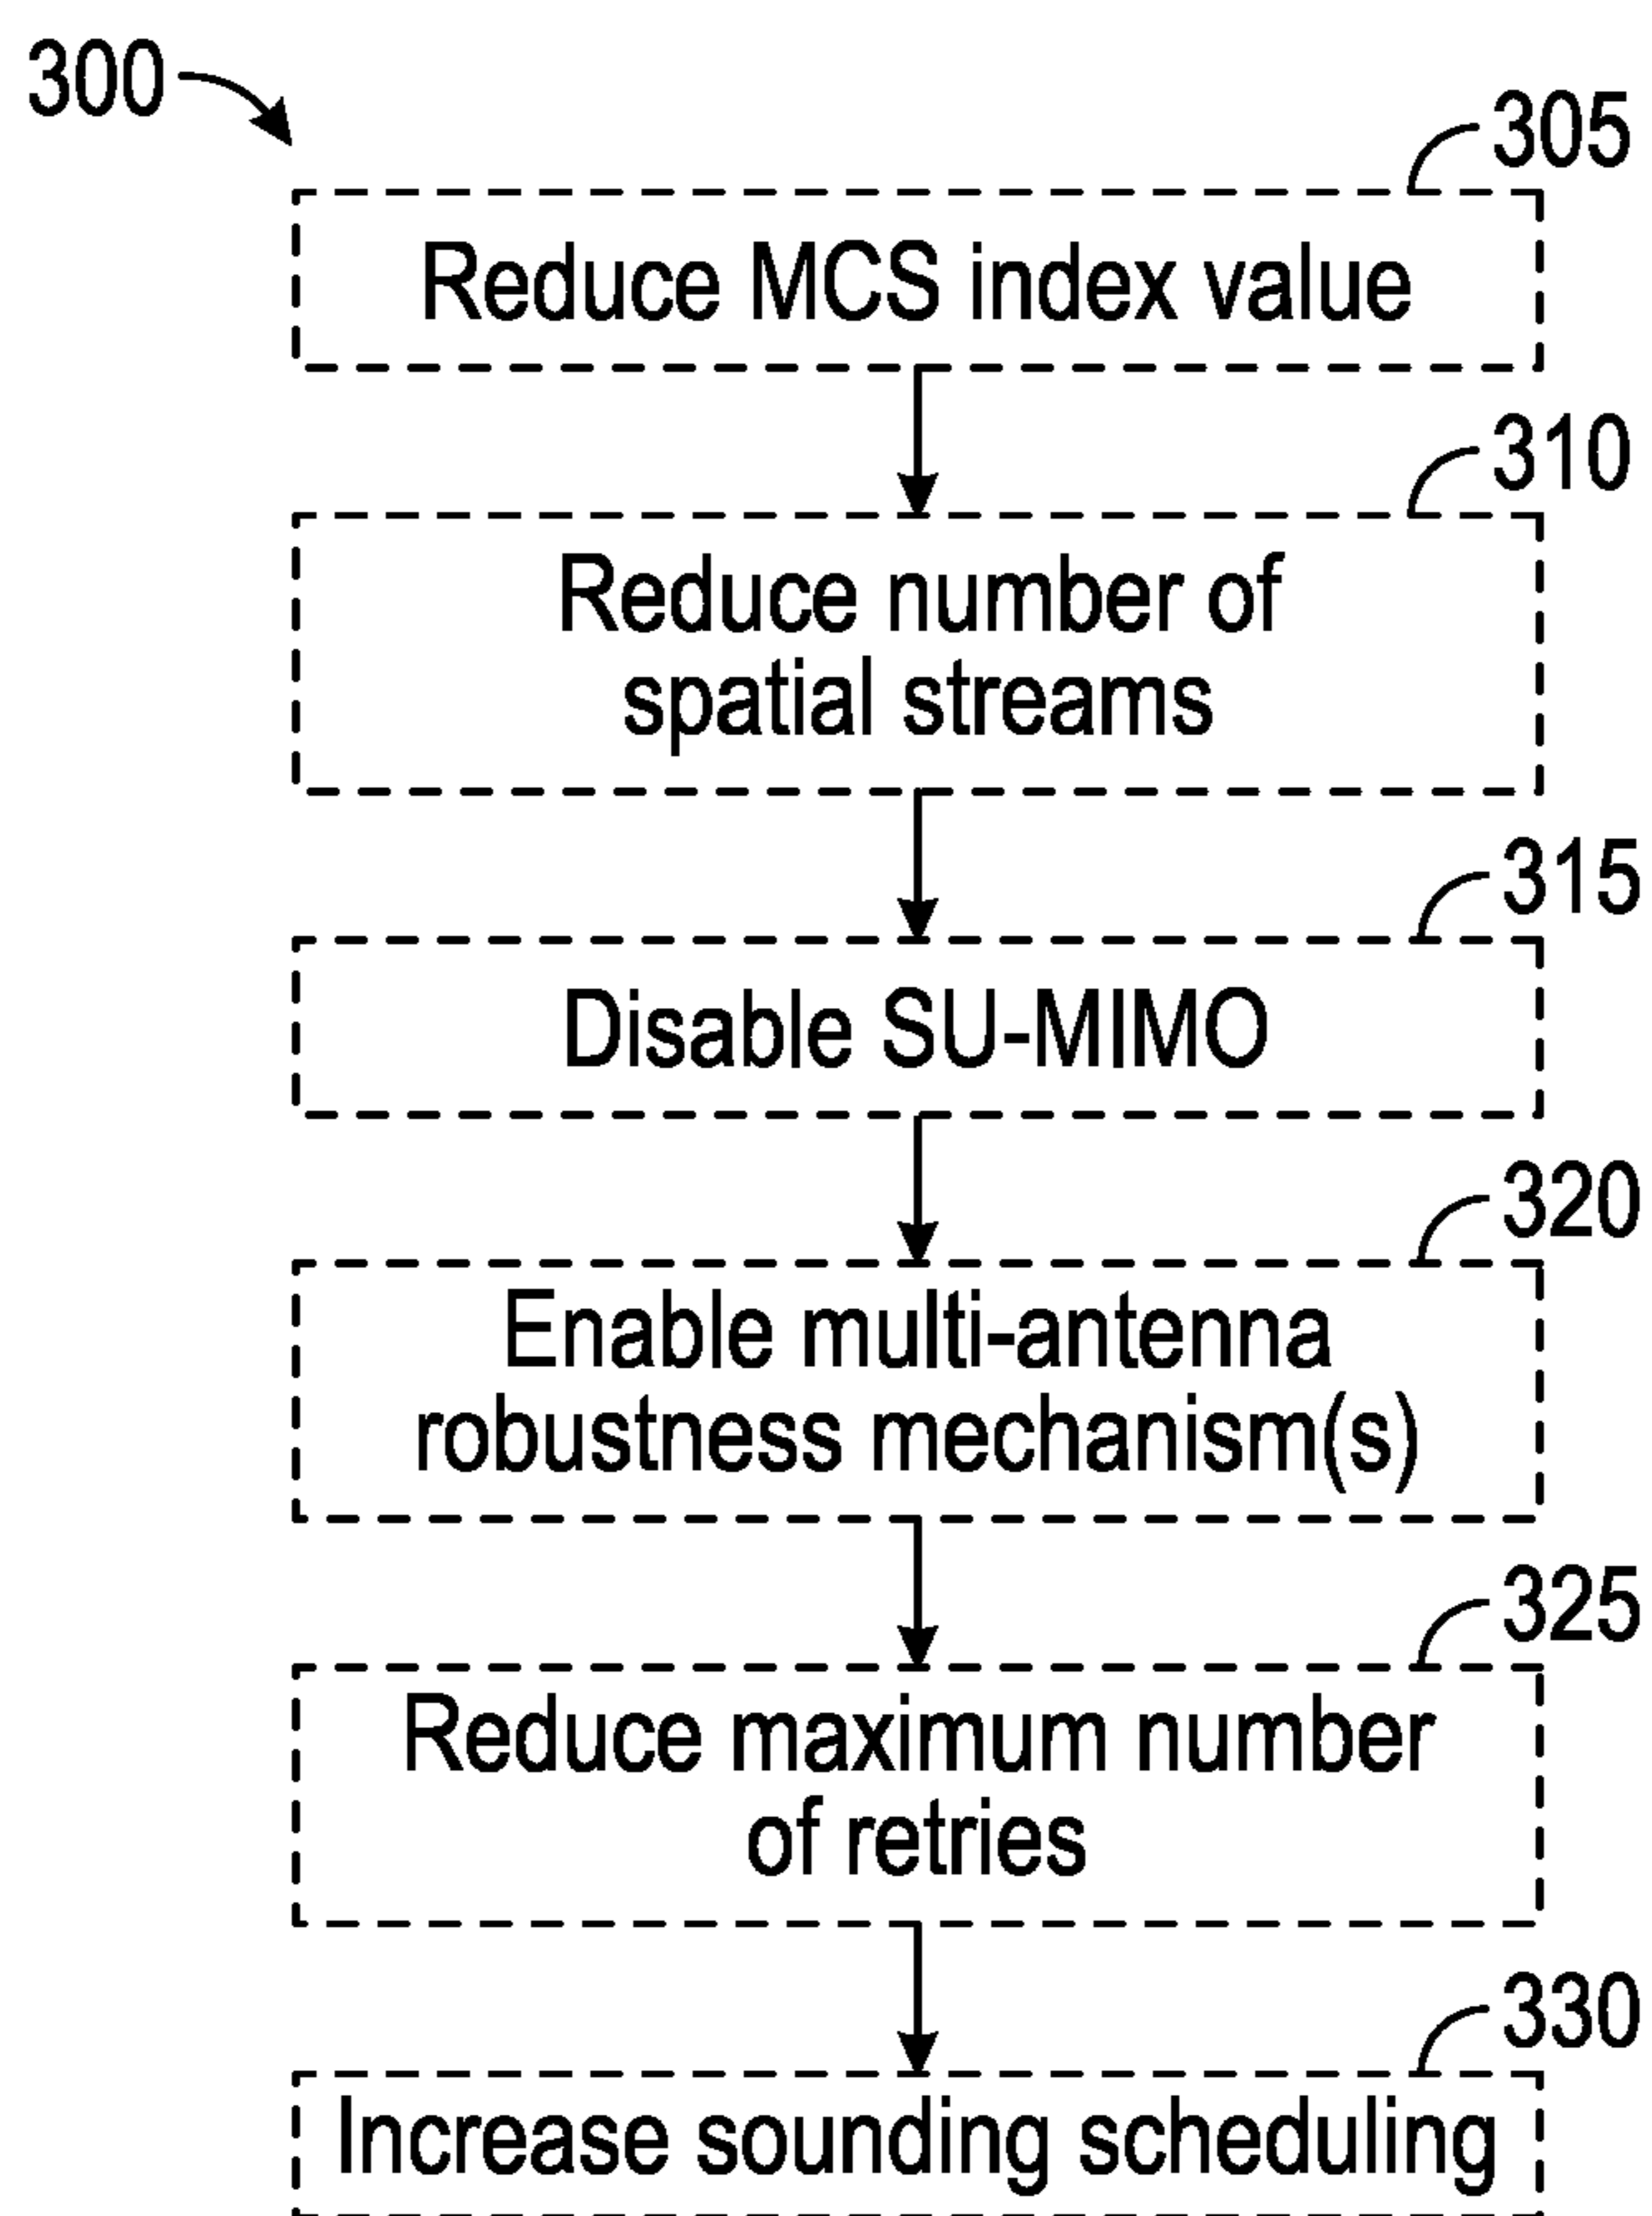 300
305
Reduce MCS index value
310
Reduce number of
spatial streams
315
Disable SU-MIMO
320
Enable multi-antenna
robustness mechanism(s)
325
Reduce maximum number
of retries
330
Increase sounding scheduling